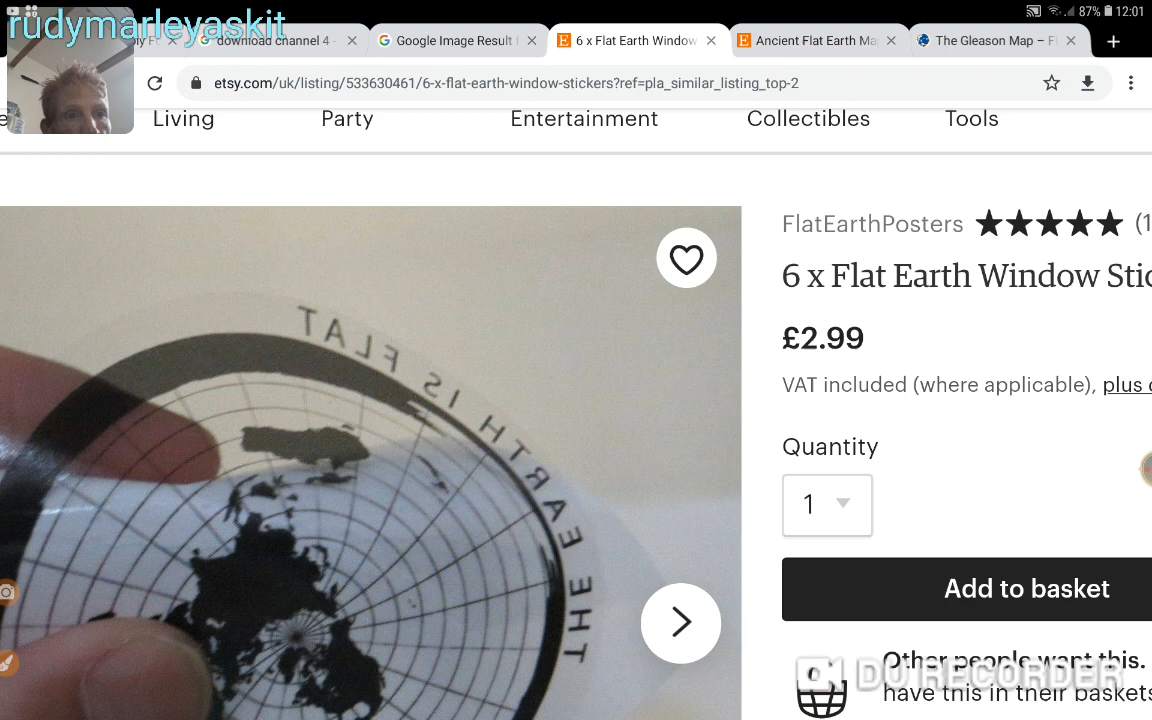 rudymarleyaskit
87% 12:01
download channel 4 -
Google Image Result
6 x Flat Earth Window
Ancient Flat Earth Ma
The Gleason Map – F
etsy.com/uk/listing/533630461/6-x-flat-earth-window-stickers?ref=pla_similar_listing_top-2
Living Party Entertainment Collectibles Tools
FlatEarthPosters (1
6 x Flat Earth Window Stic
£2.99
VAT included (where applicable), plus
Quantity
1
Add to basket
Other people want this.
have this in their baskets
THE EARTH IS FLAT
DU RECORDER